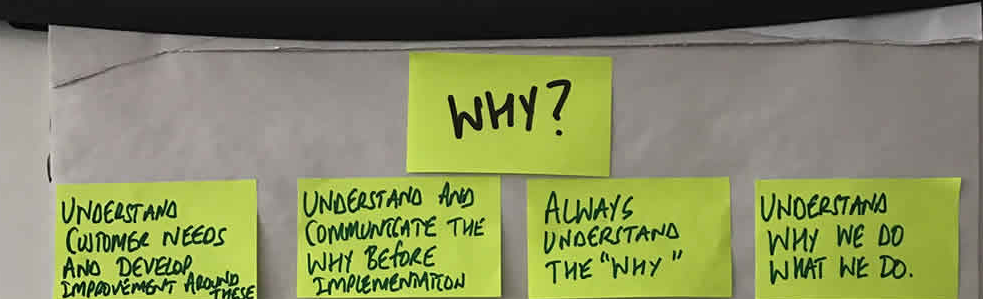 WHY?
UNDERSTAND
CUSTOMER NEEDS
AND DEVELOP
IMPROVEMENT AROUND
THESE
UNDERSTAND AND
COMMUNICATE THE
WHY BEFORE
IMPLEMENTATION
ALWAYS
UNDERSTAND
THE "WHY"
UNDERSTAND
WHY WE DO
WHAT WE DO.